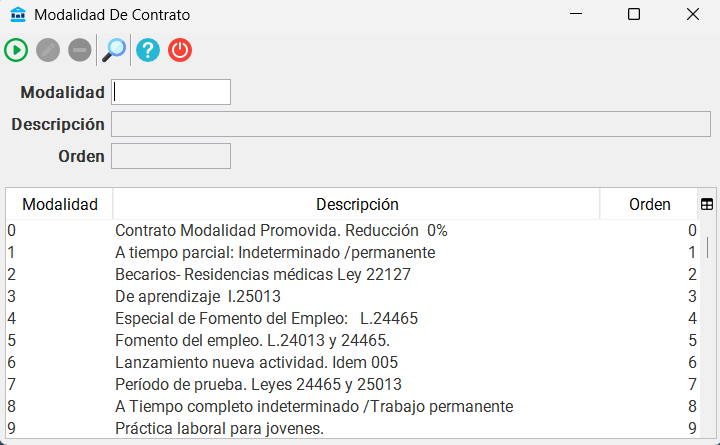 Modalidad De Contrato
?
Modalidad
Descripción
Orden
Modalidad Descripción Orden
0 Contrato Modalidad Promovida. Reducción 0% 0
1 A tiempo parcial: Indeterminado /permanente 1
2 Becarios- Residencias médicas Ley 22127 2
3 De aprendizaje l.25013 3
4 Especial de Fomento del Empleo: L.24465 4
5 Fomento del empleo. L.24013 y 24465. 5
6 Lanzamiento nueva actividad. Idem 005 6
7 Período de prueba. Leyes 24465 y 25013 7
8 A Tiempo completo indeterminado /Trabajo permanente 8
9 Práctica laboral para jovenes. 9